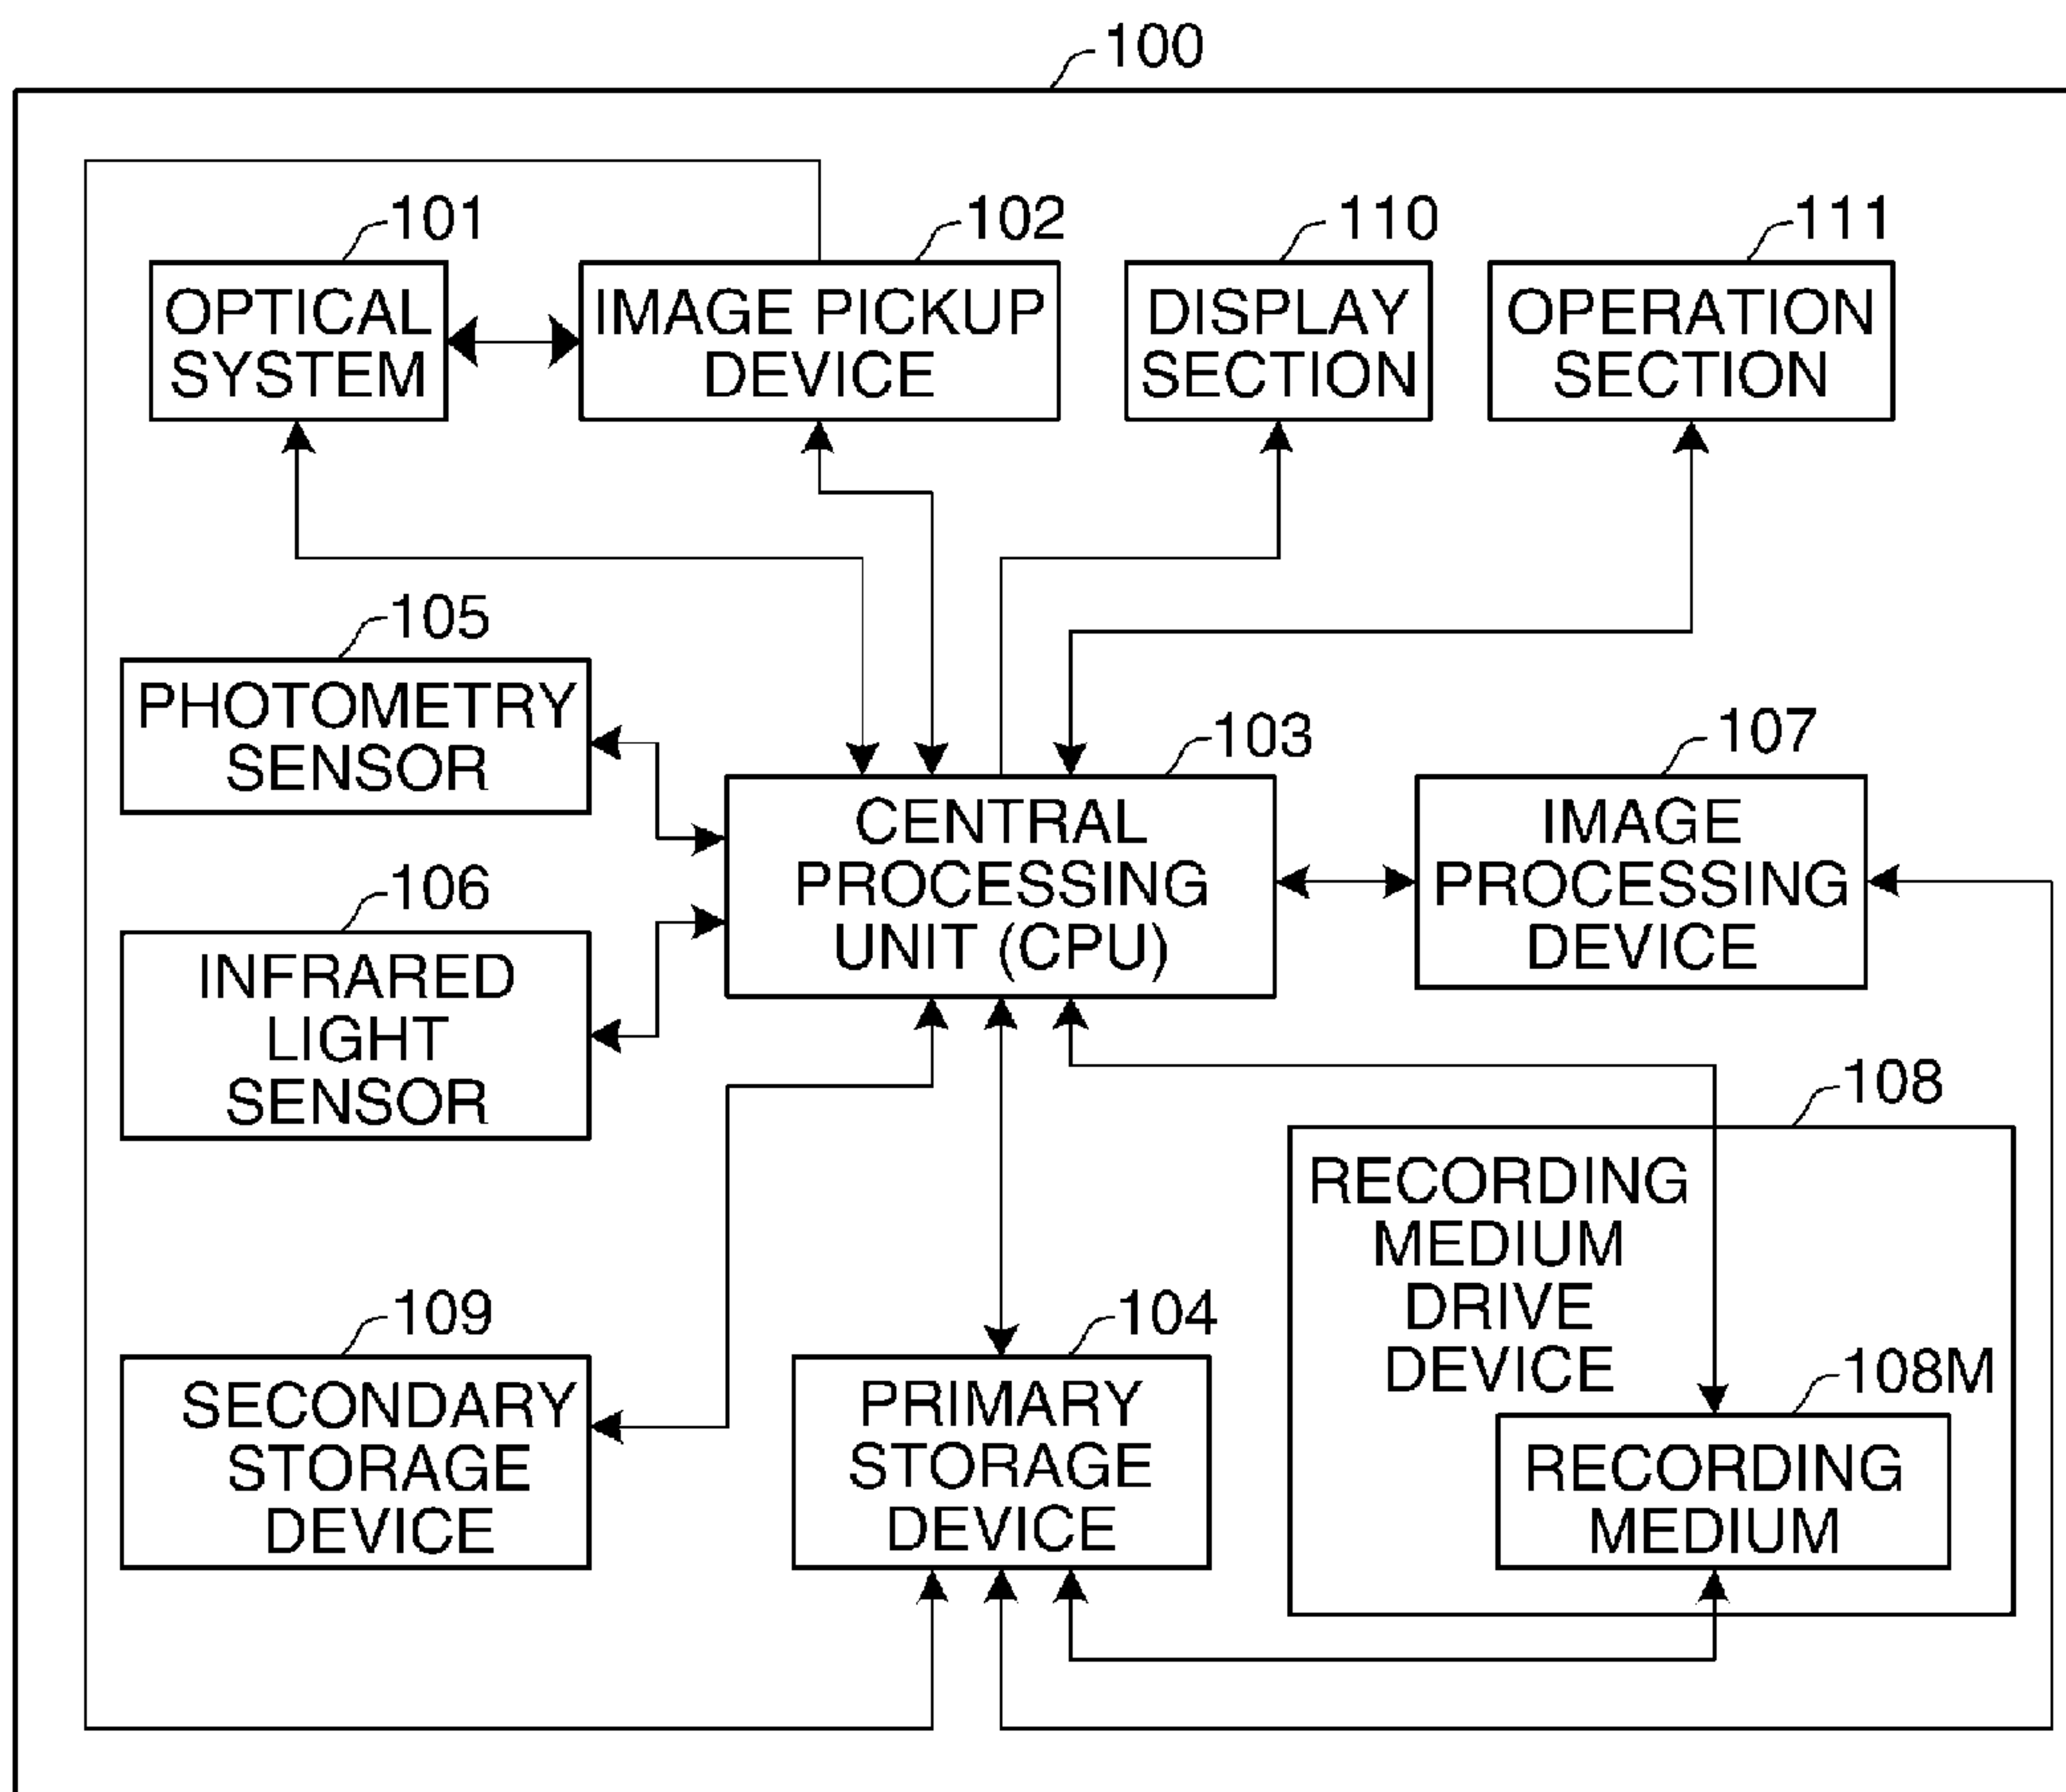 100
101
OPTICAL
SYSTEM
102
IMAGE PICKUP
DEVICE
110
DISPLAY
SECTION
111
OPERATION
SECTION
105
PHOTOMETRY
SENSOR
103
CENTRAL
PROCESSING
UNIT (CPU)
107
IMAGE
PROCESSING
DEVICE
106
INFRARED
LIGHT
SENSOR
108
RECORDING
MEDIUM
DRIVE
DEVICE
109
SECONDARY
STORAGE
DEVICE
104
PRIMARY
STORAGE
DEVICE
108M
RECORDING
MEDIUM